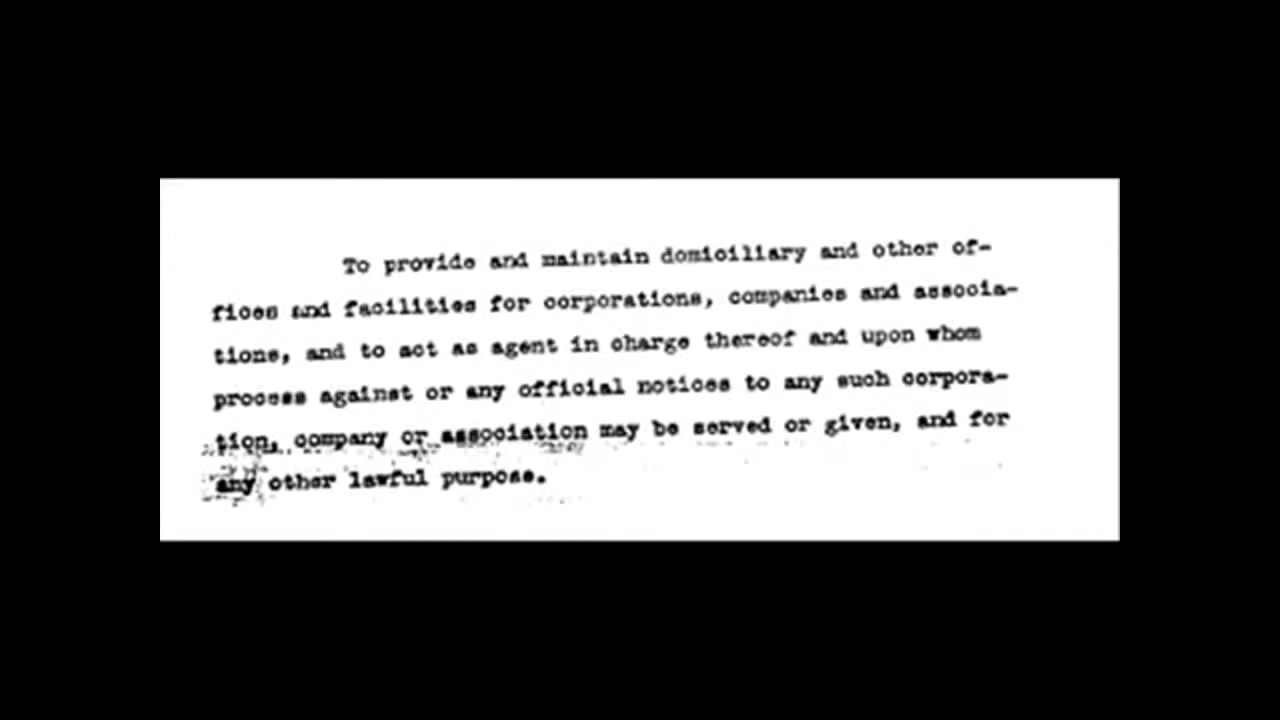 To provide and maintain domiciliary and other of-
fices and facilities for corporations, companies and associa-
tions, and to act as agent in charge thereof and upon whom
process against or any official notices to any such corpora-
tion, company or association may be served or given, and for
any other lawful purpose.